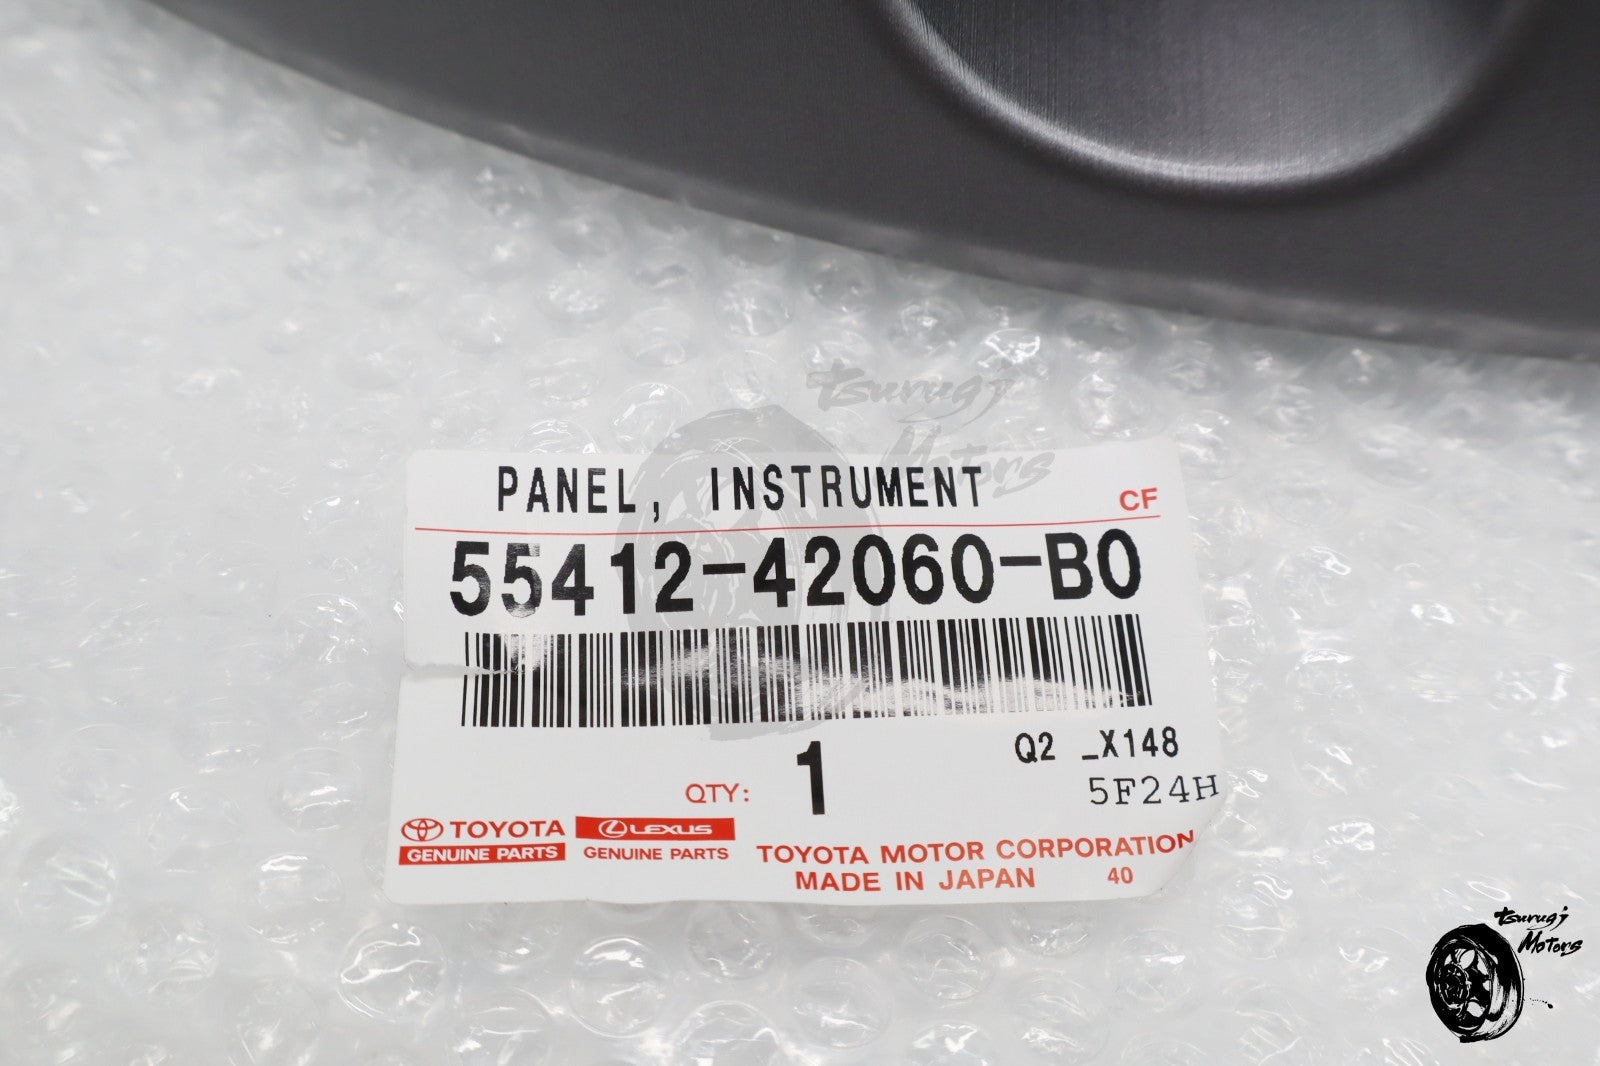 tsurugi
Motors
PANEL, INSTRUMENT
CF
55412-42060-B0
1
Q2 _X148
QTY:
5F24H
TOYOTA
LEXUS
GENUINE PARTS
GENUINE PARTS
TOYOTA MOTOR CORPORATION
MADE IN JAPAN
40
tsurugi
Motors